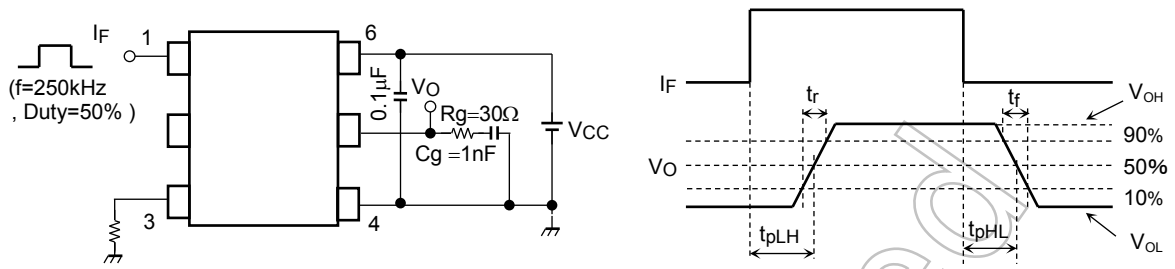 IF
1
6
(f=250kHz
, Duty=50% )
0.1μF
VO
Rg=30Ω
Cg =1nF
VCC
3
4
IF
tr
tf
VOH
90%
VO
50%
10%
tpLH
tpHL
VOL